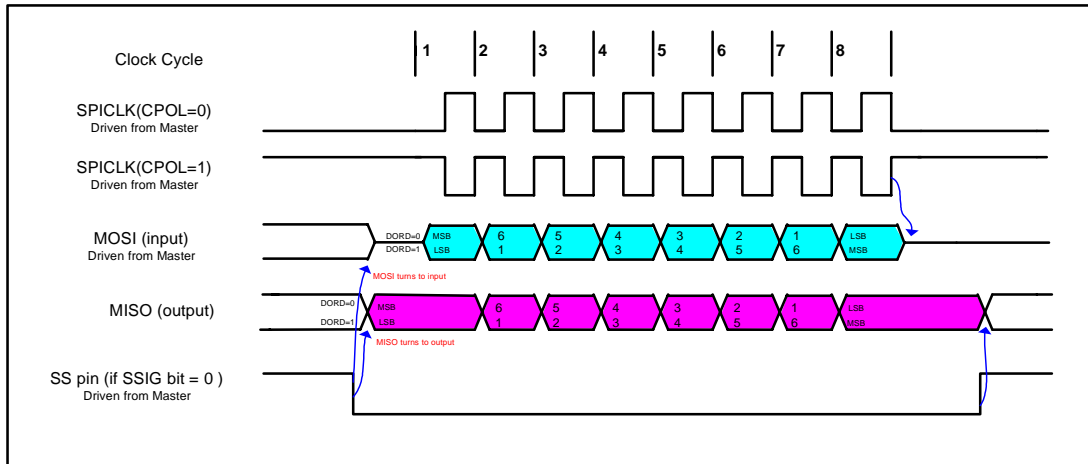 Clock Cycle 1 2 3 4 5 6 7 8
SPICLK(CPOL=0)
Driven from Master
SPICLK(CPOL=1)
Driven from Master
MOSI (input)
Driven from Master
DORD=0 MSB 6 5 4 3 2 1 LSB
DORD=1 LSB 1 2 3 4 5 6 MSB
MOSI turns to input
MISO (output)
DORD=0 MSB 6 5 4 3 2 1 LSB
DORD=1 LSB 1 2 3 4 5 6 MSB
MISO turns to output
SS pin (if SSIG bit = 0 )
Driven from Master